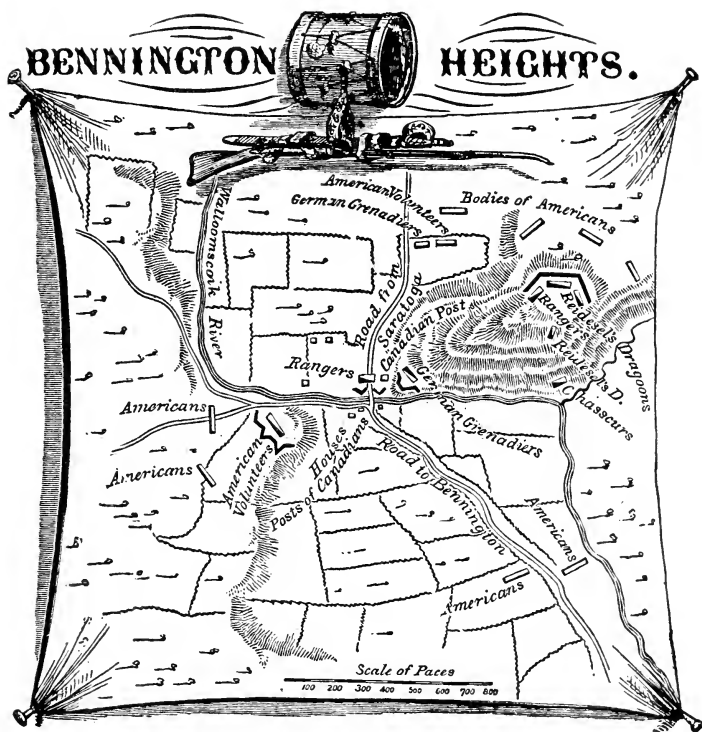 BENNINGTON HEIGHTS.
American Volunteers
German Grenadiers
Bodies of Americans
Walloomscoik River
Road from Saratoga
Canadian Post
Reidesel's
Dragoons
Rangers
Chasseurs
Rangers
German Grenadiers
Americans
Americans
American
Volunteers
Houses
Posts of Canadians
Road to Bennington
Americans
Americans
Scale of Paces
100 200 300 400 500 600 700 800